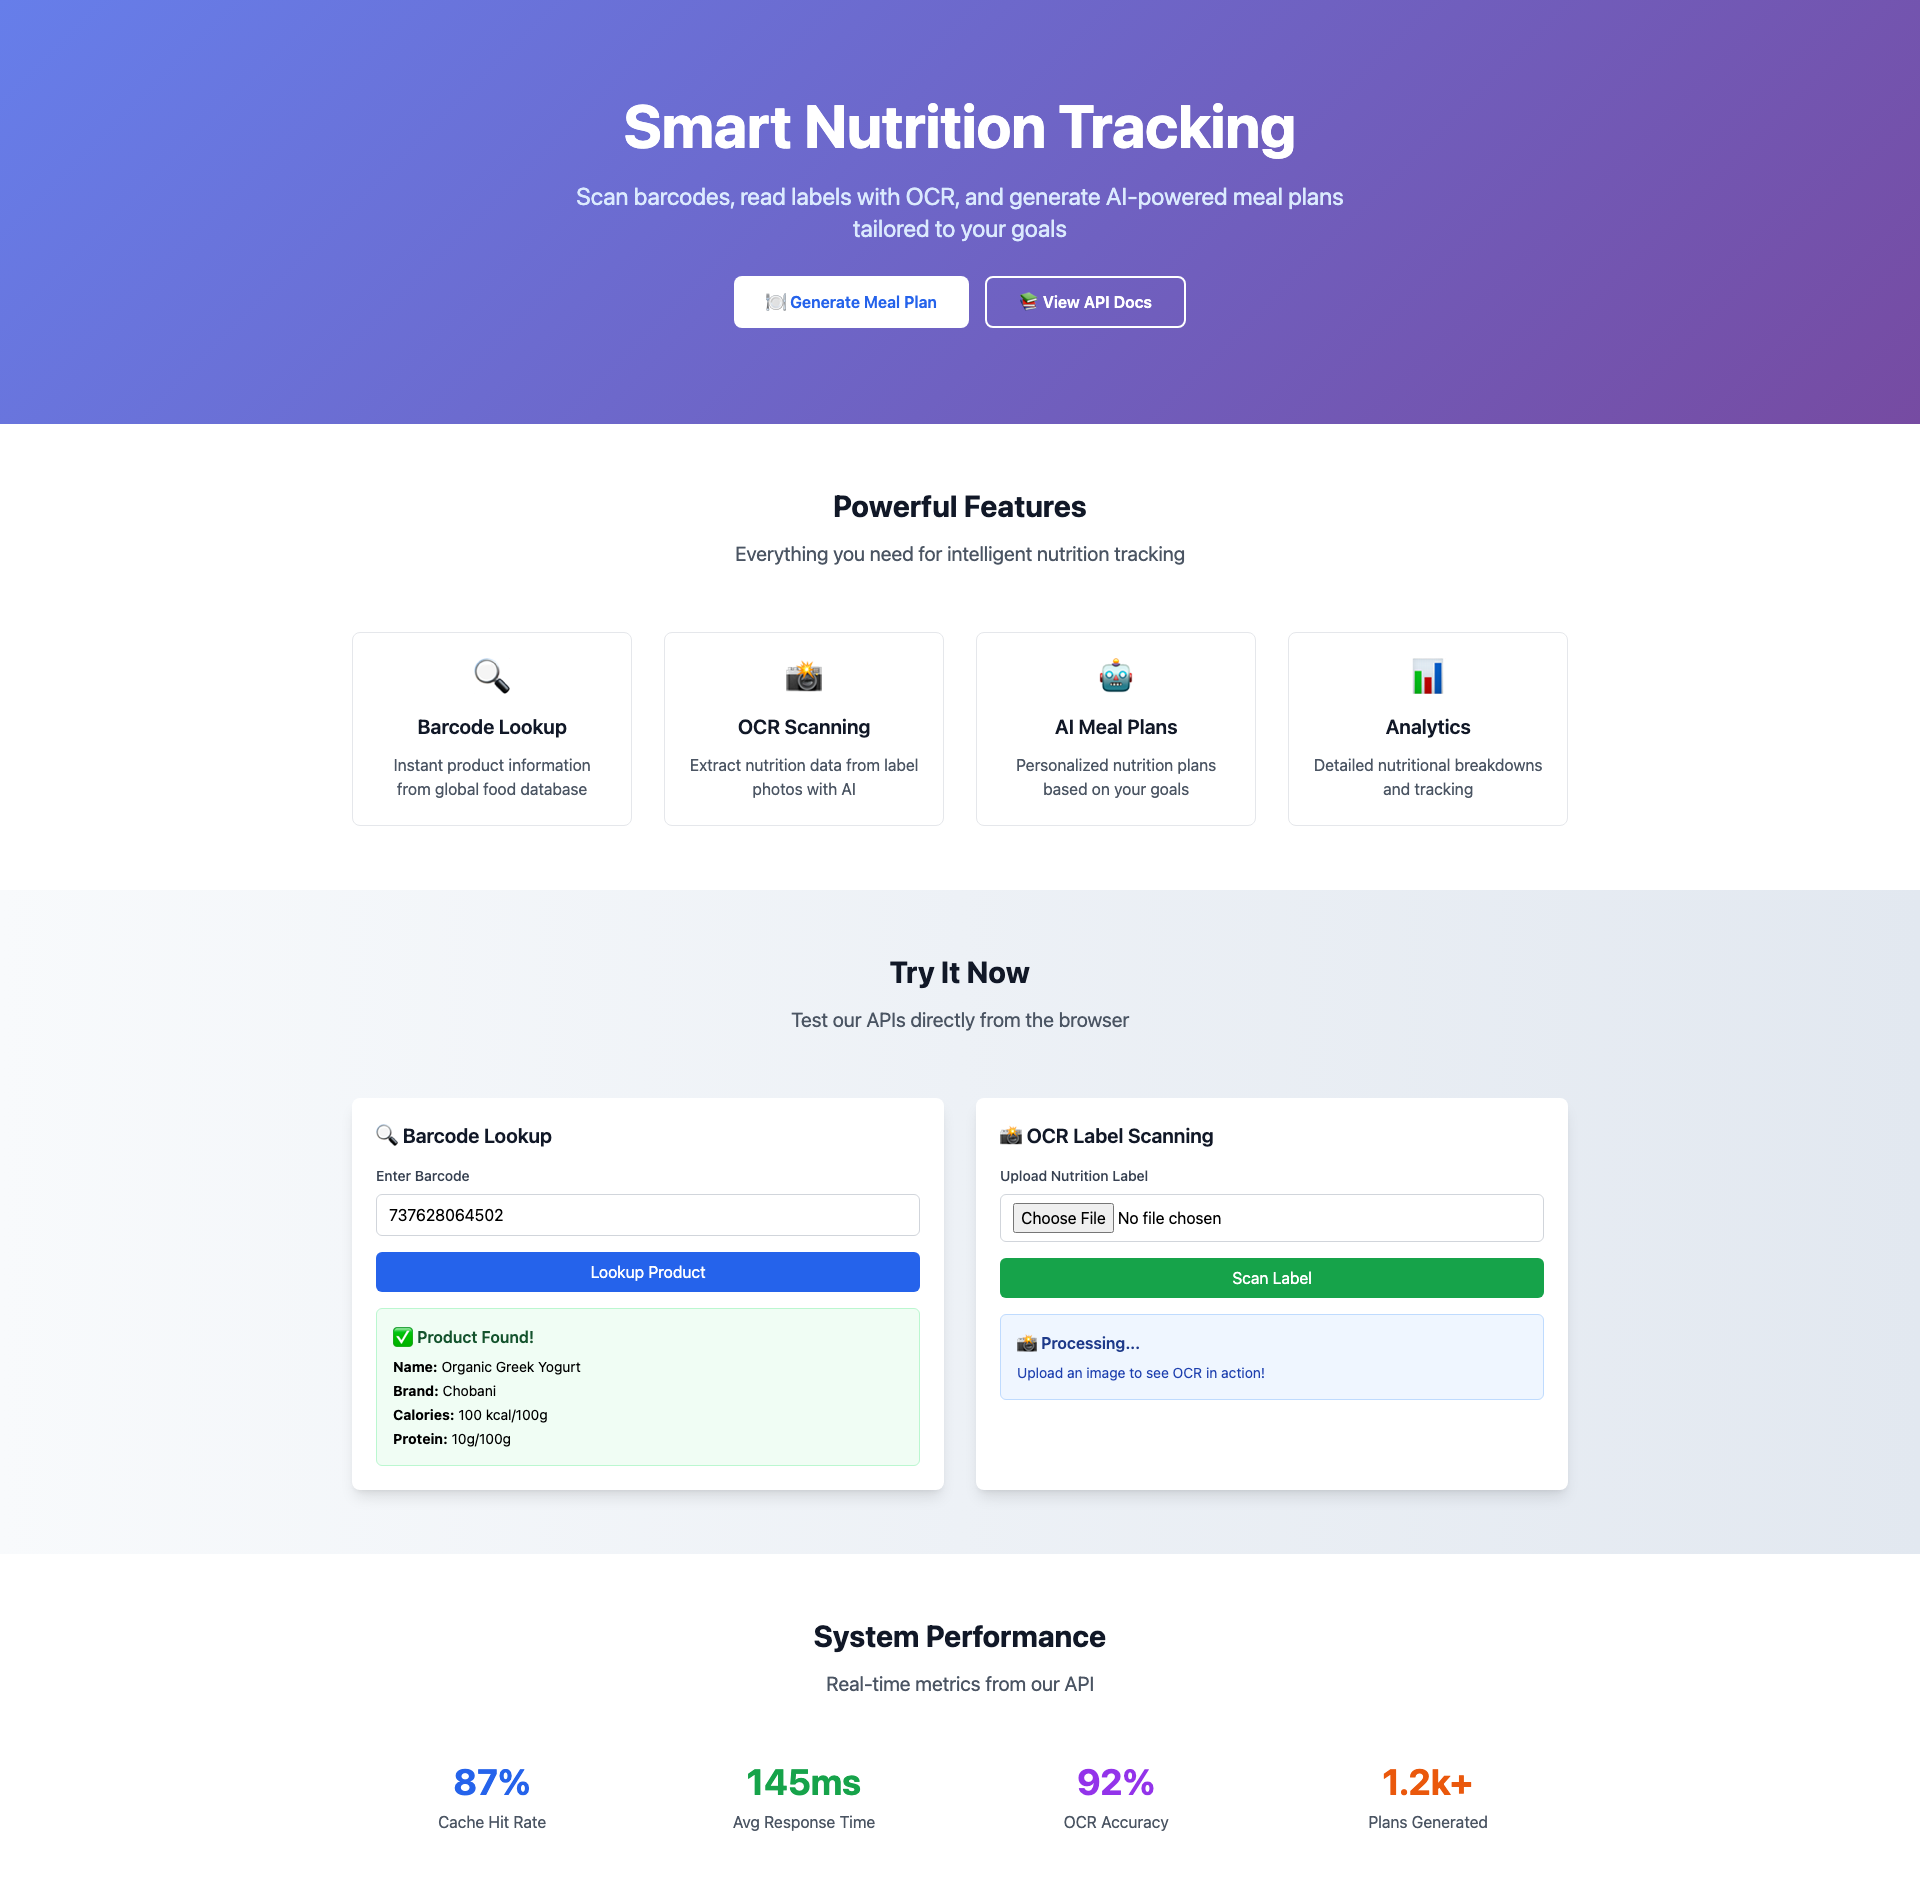 Smart Nutrition Tracking
Scan barcodes, read labels with OCR, and generate AI-powered meal plans
tailored to your goals
Generate Meal Plan
View API Docs
Powerful Features
Everything you need for intelligent nutrition tracking
Barcode Lookup
Instant product information
from global food database
OCR Scanning
Extract nutrition data from label
photos with AI
AI Meal Plans
Personalized nutrition plans
based on your goals
Analytics
Detailed nutritional breakdowns
and tracking
Try It Now
Test our APIs directly from the browser
Barcode Lookup
Enter Barcode
737628064502
Lookup Product
Product Found!
Name: Organic Greek Yogurt
Brand: Chobani
Calories: 100 kcal/100g
Protein: 10g/100g
OCR Label Scanning
Upload Nutrition Label
Choose File No file chosen
Scan Label
Processing...
Upload an image to see OCR in action!
System Performance
Real-time metrics from our API
87%
Cache Hit Rate
145ms
Avg Response Time
92%
OCR Accuracy
1.2k+
Plans Generated